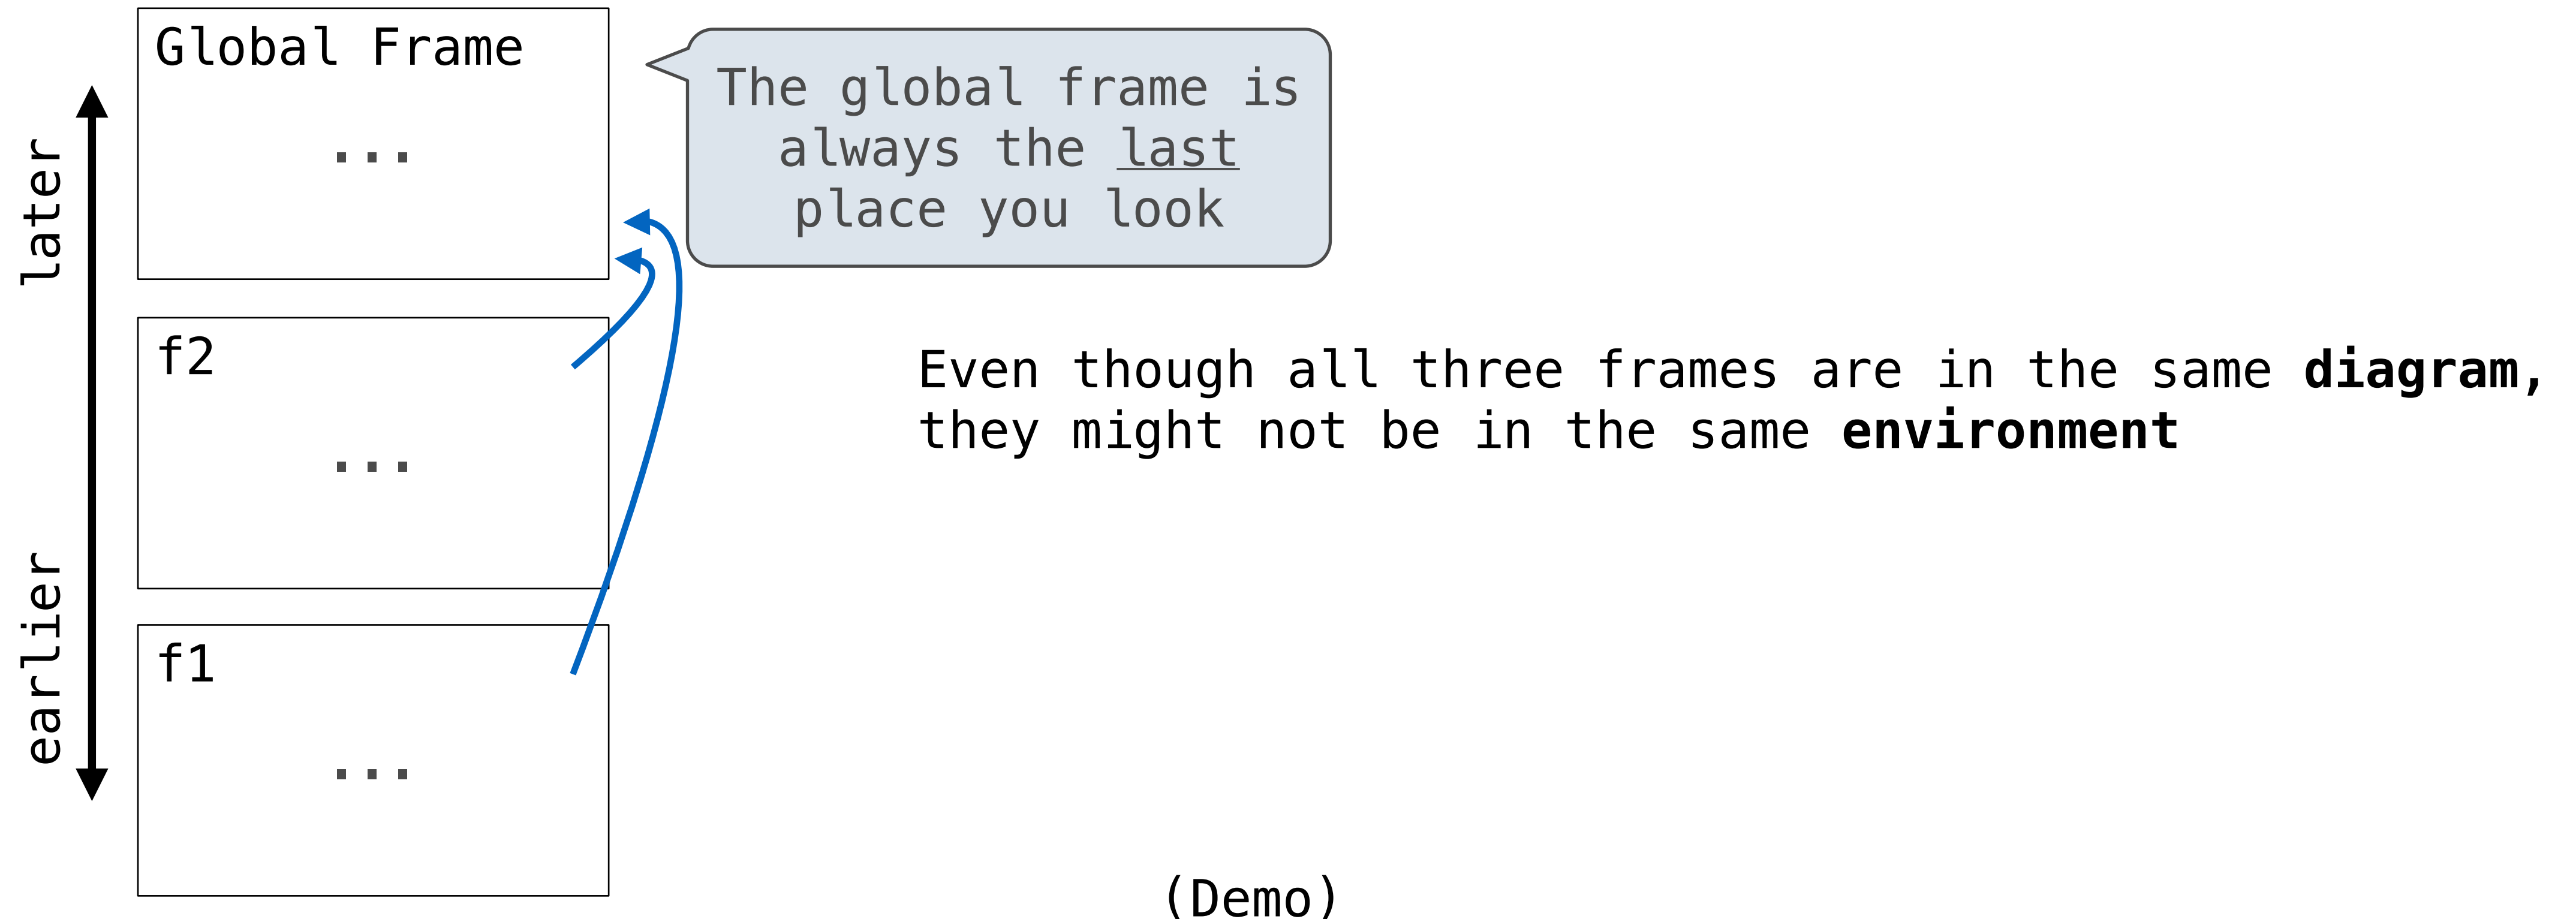 Global Frame
...
later
The global frame is
always the last
place you look
f2
...
Even though all three frames are in the same diagram,
they might not be in the same environment
earlier
f1
...
(Demo)